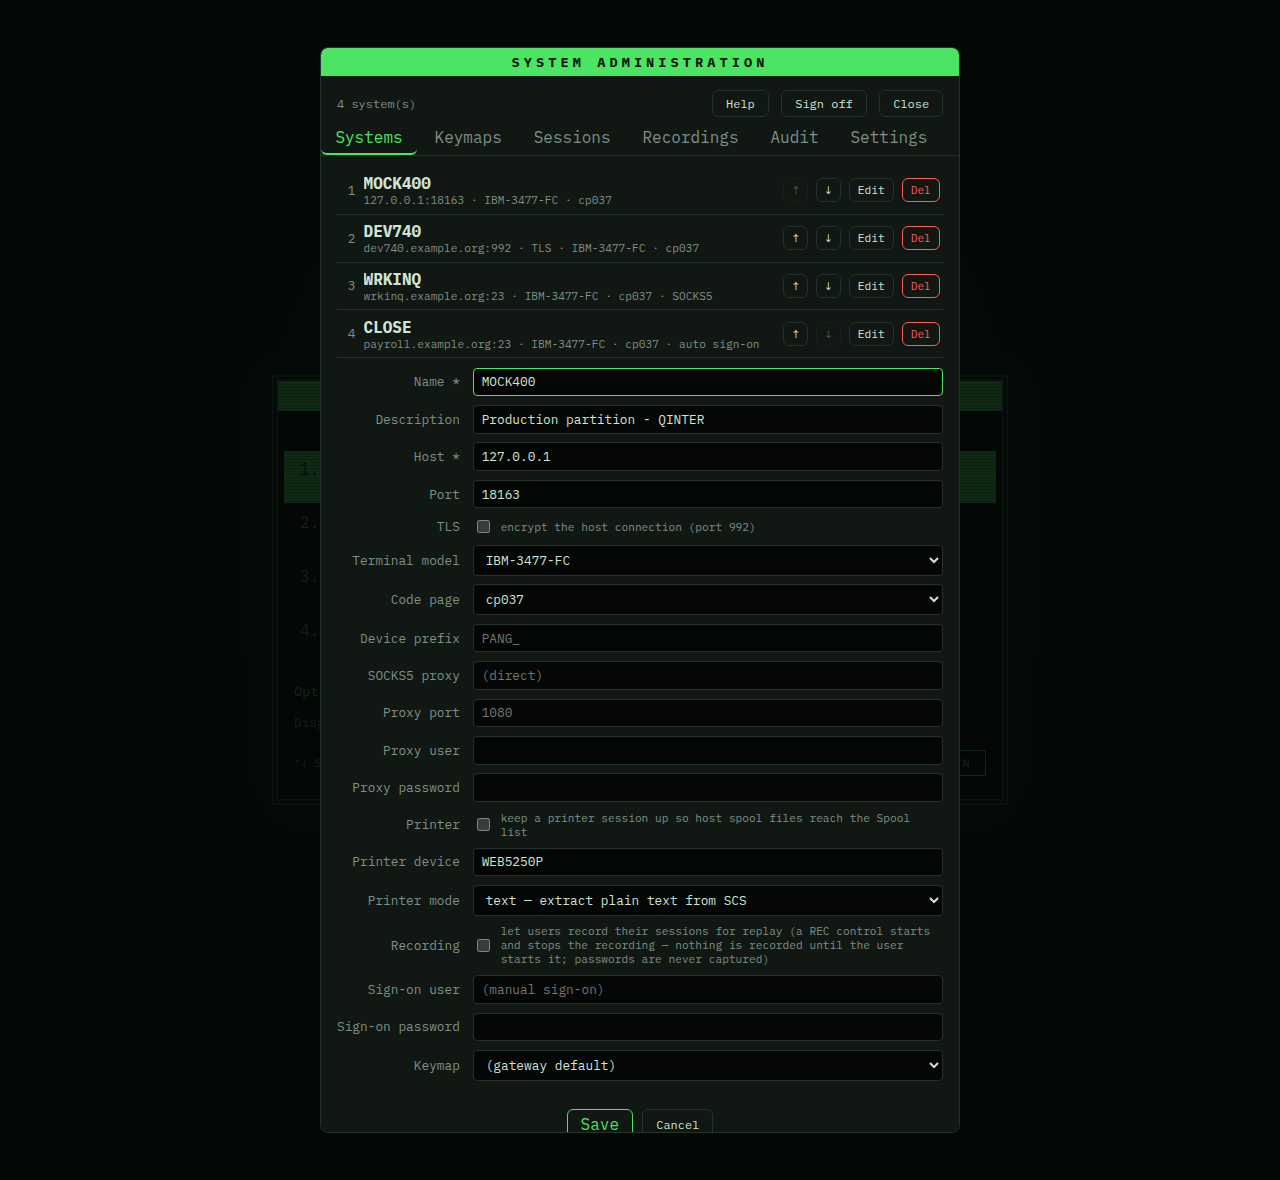 SYSTEM ADMINISTRATION
4 system(s)
Help
Sign off
Close
Systems
Keymaps
Sessions
Recordings
Audit
Settings
1
MOCK400
127.0.0.1:18163 · IBM-3477-FC · cp037
↑
↓
Edit
Del
2
DEV740
dev740.example.org:992 · TLS · IBM-3477-FC · cp037
↑
↓
Edit
Del
3
WRKINQ
wrkinq.example.org:23 · IBM-3477-FC · cp037 · SOCKS5
↑
↓
Edit
Del
4
CLOSE
payroll.example.org:23 · IBM-3477-FC · cp037 · auto sign-on
↑
↓
Edit
Del
Name *
MOCK400
Description
Production partition - QINTER
Host *
127.0.0.1
Port
18163
TLS
encrypt the host connection (port 992)
Terminal model
IBM-3477-FC
Code page
cp037
Device prefix
PANG_
SOCKS5 proxy
(direct)
Proxy port
1080
Proxy user
Proxy password
Printer
keep a printer session up so host spool files reach the Spool
list
Printer device
WEB5250P
Printer mode
text — extract plain text from SCS
Recording
let users record their sessions for replay (a REC control starts
and stops the recording — nothing is recorded until the user
starts it; passwords are never captured)
Sign-on user
(manual sign-on)
Sign-on password
Keymap
(gateway default)
Save
Cancel
1.
2.
3.
4.
Opt
↑↓
N